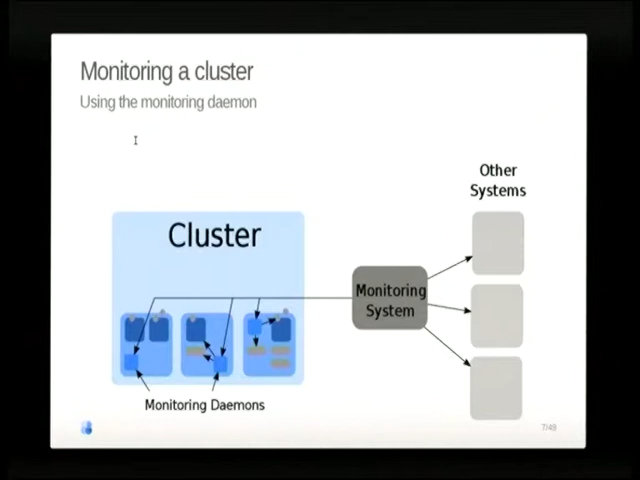 Monitoring a cluster
Using the monitoring daemon
Other
Systems
Cluster
Monitoring
System
Monitoring Daemons
7/49